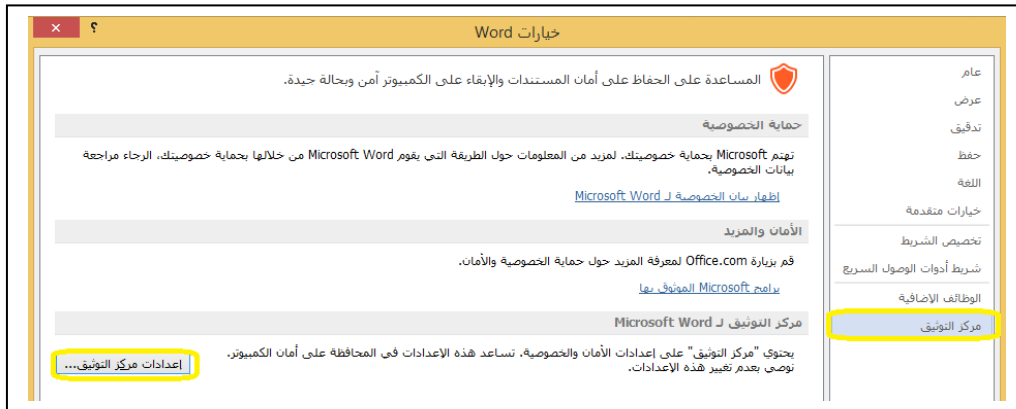 خيارات Word
؟
×
عام
عرض
تدقيق
حفظ
اللغة
خيارات متقدمة
تخصيص الشريط
شريط أدوات الوصول السريع
الوظائف الإضافية
مركز التوثيق
المساعدة على الحفاظ على أمان المستندات والإبقاء على الكمبيوتر آمن وبحالة جيدة.
حماية الخصوصية
تهتم Microsoft بحماية خصوصيتك. لمزيد من المعلومات حول الطريقة التي يقوم Microsoft Word من خلالها بحماية خصوصيتك، الرجاء مراجعة
بيانات الخصوصية.
إظهار بيان الخصوصية لـ Microsoft Word
الأمان والمزيد
قم بزيارة Office.com لمعرفة المزيد حول حماية الخصوصية والأمان.
برامج Microsoft الموثوق بها
مركز التوثيق لـ Microsoft Word
يحتوي "مركز التوثيق" على إعدادات الأمان والخصوصية. تساعد هذه الإعدادات في المحافظة على أمان الكمبيوتر.
نوصي بعدم تغيير هذه الإعدادات.
إعدادات مركز التوثيق...